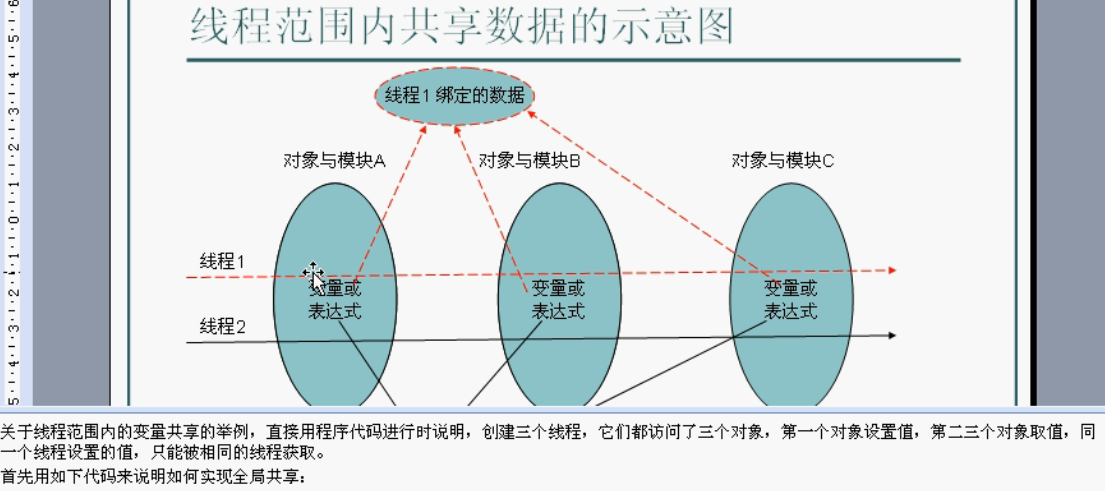 线程范围内共享数据的示意图
线程1 绑定的数据
对象与模块A
对象与模块B
对象与模块C
线程1
变量或
表达式
变量或
表达式
变量或
表达式
线程2
关于线程范围内的变量共享的举例，直接用程序代码进行时说明，创建三个线程，它们都访问了三个对象，第一个对象设置值，第二三个对象取值，同
一个线程设置的值，只能被相同的线程获取。
首先用如下代码来说明如何实现全局共享：